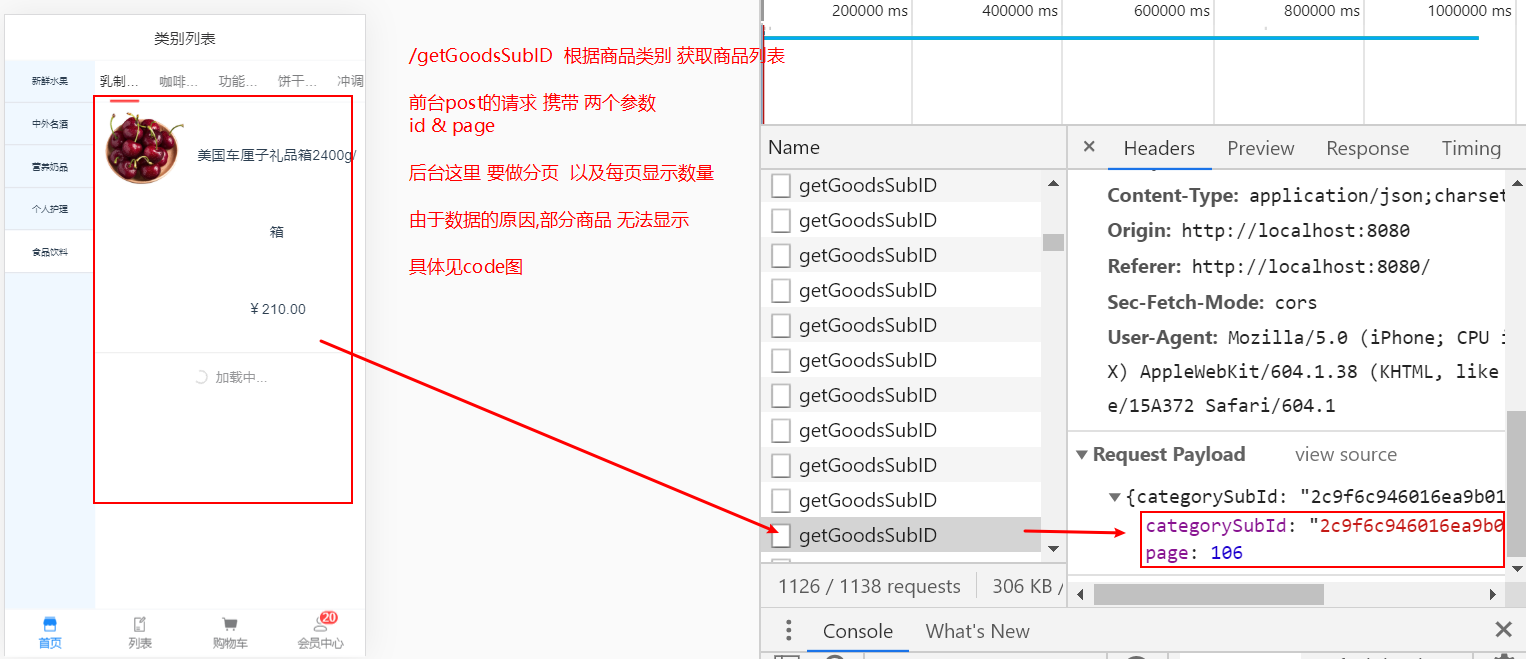 类别列表
新鲜水果
中外名酒
营养奶品
个人护理
食品饮料
乳制...
咖啡...
功能...
饼干...
冲调
美国车厘子礼品箱2400g/
箱
￥210.00
加载中...
首页
列表
购物车
20
会员中心
/getGoodsSubID 根据商品类别 获取商品列表
前台post的请求 携带 两个参数
id & page
后台这里 要做分页 以及每页显示数量
由于数据的原因,部分商品 无法显示
具体见code图
200000 ms
400000 ms
600000 ms
800000 ms
1000000 ms
Name
getGoodsSubID
getGoodsSubID
getGoodsSubID
getGoodsSubID
getGoodsSubID
getGoodsSubID
getGoodsSubID
getGoodsSubID
getGoodsSubID
getGoodsSubID
getGoodsSubID
1126 / 1138 requests
306 KB /
× Headers Preview Response Timing
Content-Type: application/json;charset
Origin: http://localhost:8080
Referer: http://localhost:8080/
Sec-Fetch-Mode: cors
User-Agent: Mozilla/5.0 (iPhone; CPU i
X) AppleWebKit/604.1.38 (KHTML, like
e/15A372 Safari/604.1
Request Payload view source
{categorySubId: "2c9f6c946016ea9b01
categorySubId: "2c9f6c946016ea9b0
page: 106
Console What's New